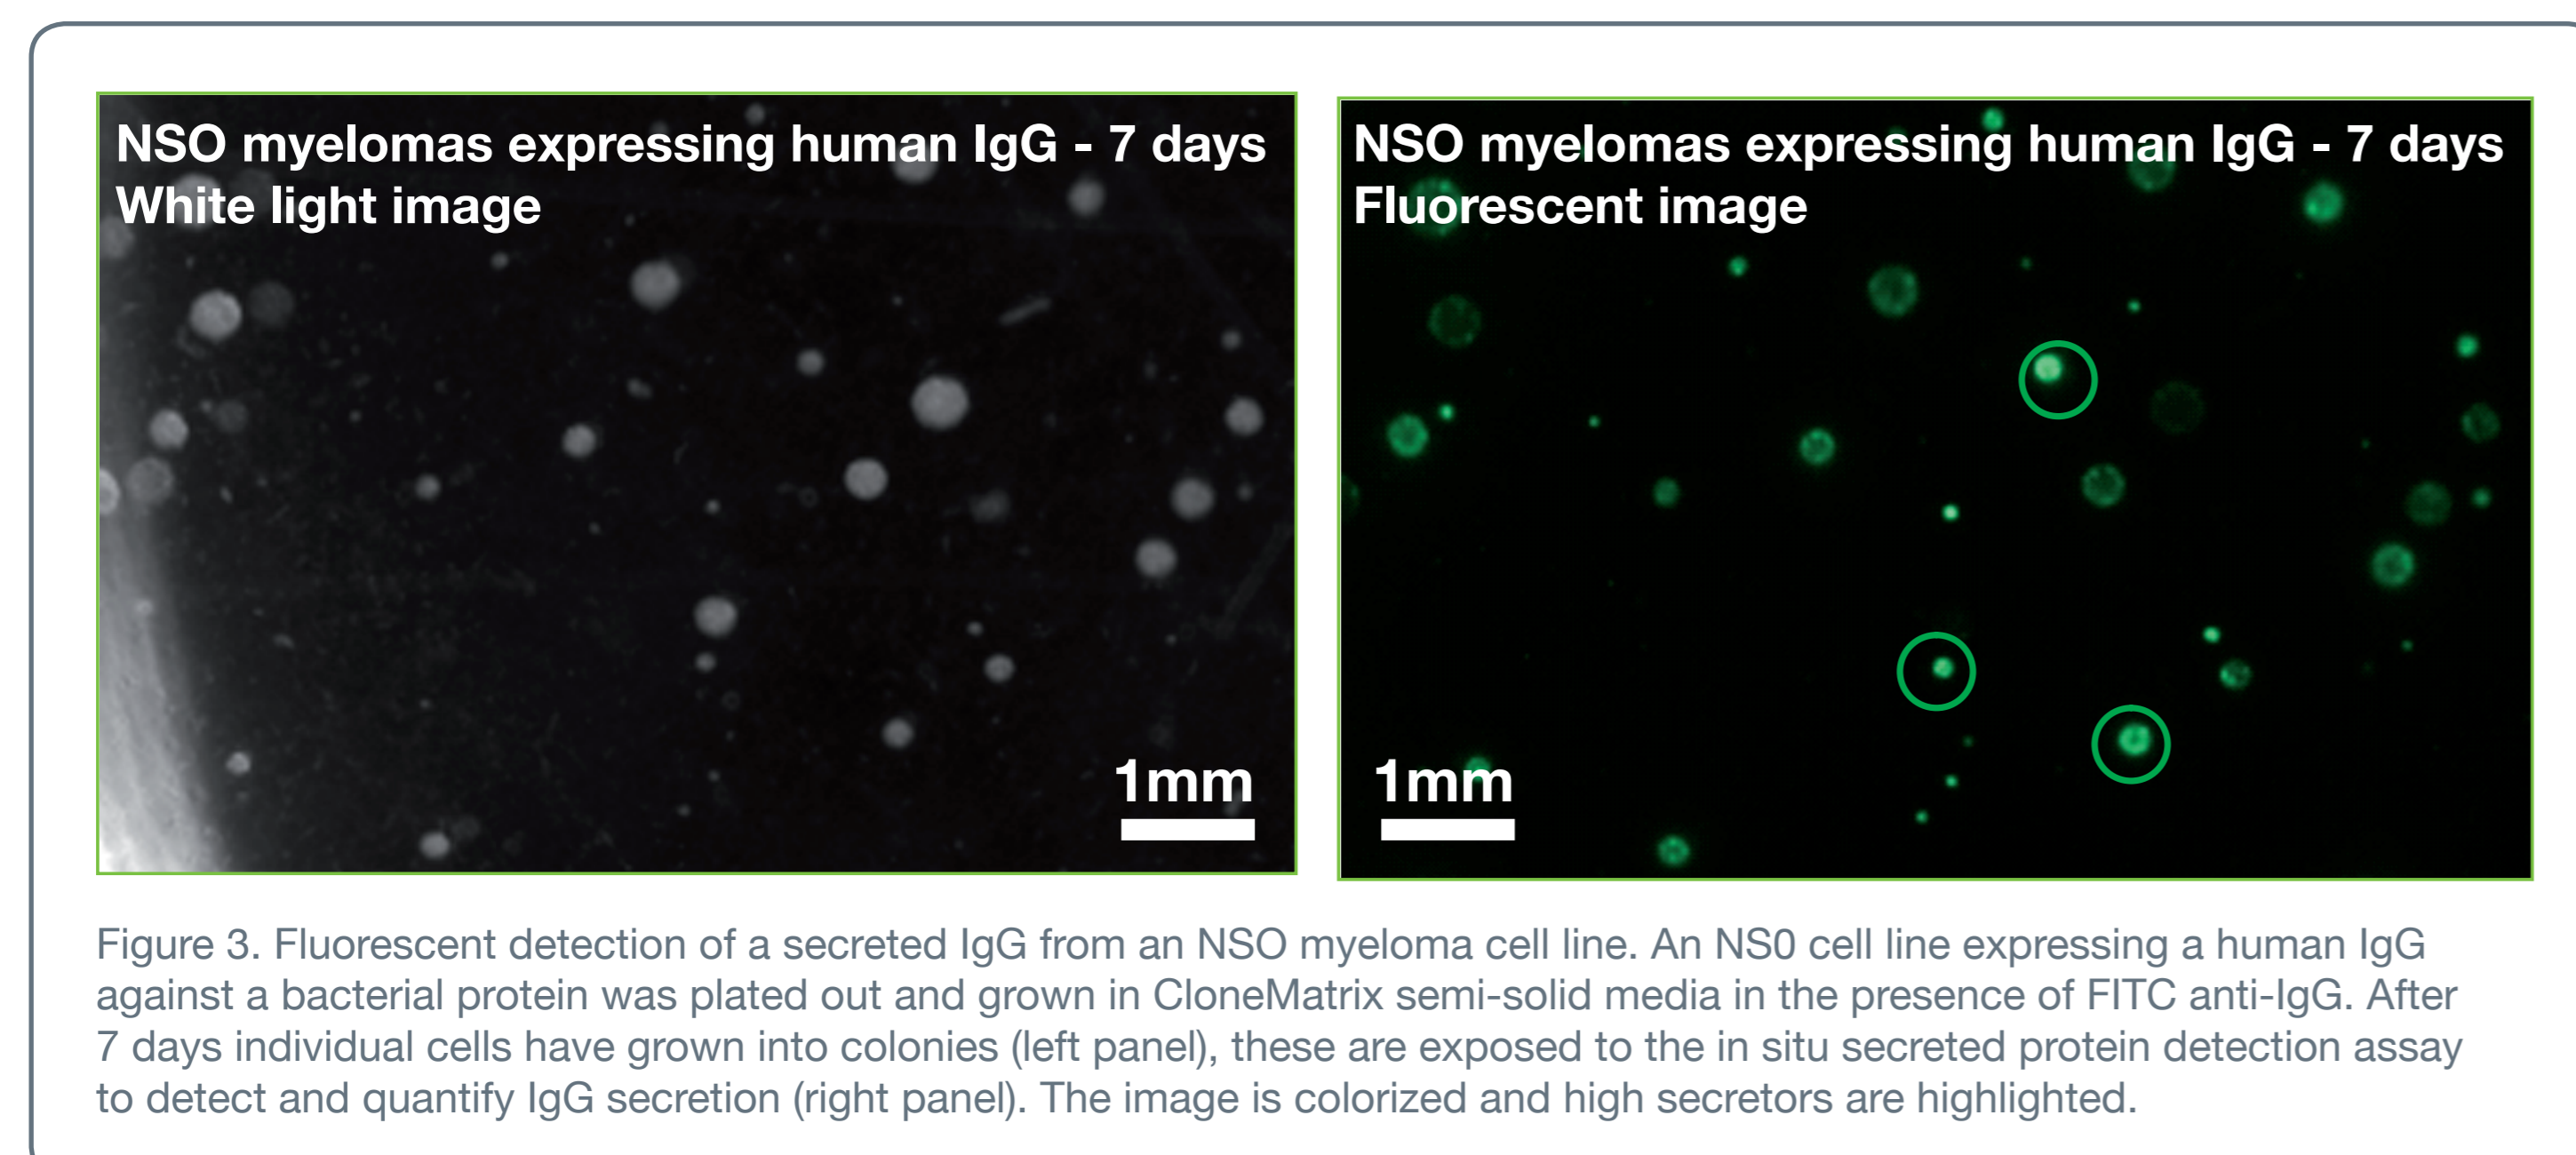 NSO myelomas expressing human IgG - 7 days
White light image
1mm
NSO myelomas expressing human IgG - 7 days
Fluorescent image
1mm
Figure 3. Fluorescent detection of a secreted IgG from an NSO myeloma cell line. An NS0 cell line expressing a human IgG
against a bacterial protein was plated out and grown in CloneMatrix semi-solid media in the presence of FITC anti-IgG. After
7 days individual cells have grown into colonies (left panel), these are exposed to the in situ secreted protein detection assay
to detect and quantify IgG secretion (right panel). The image is colorized and high secretors are highlighted.